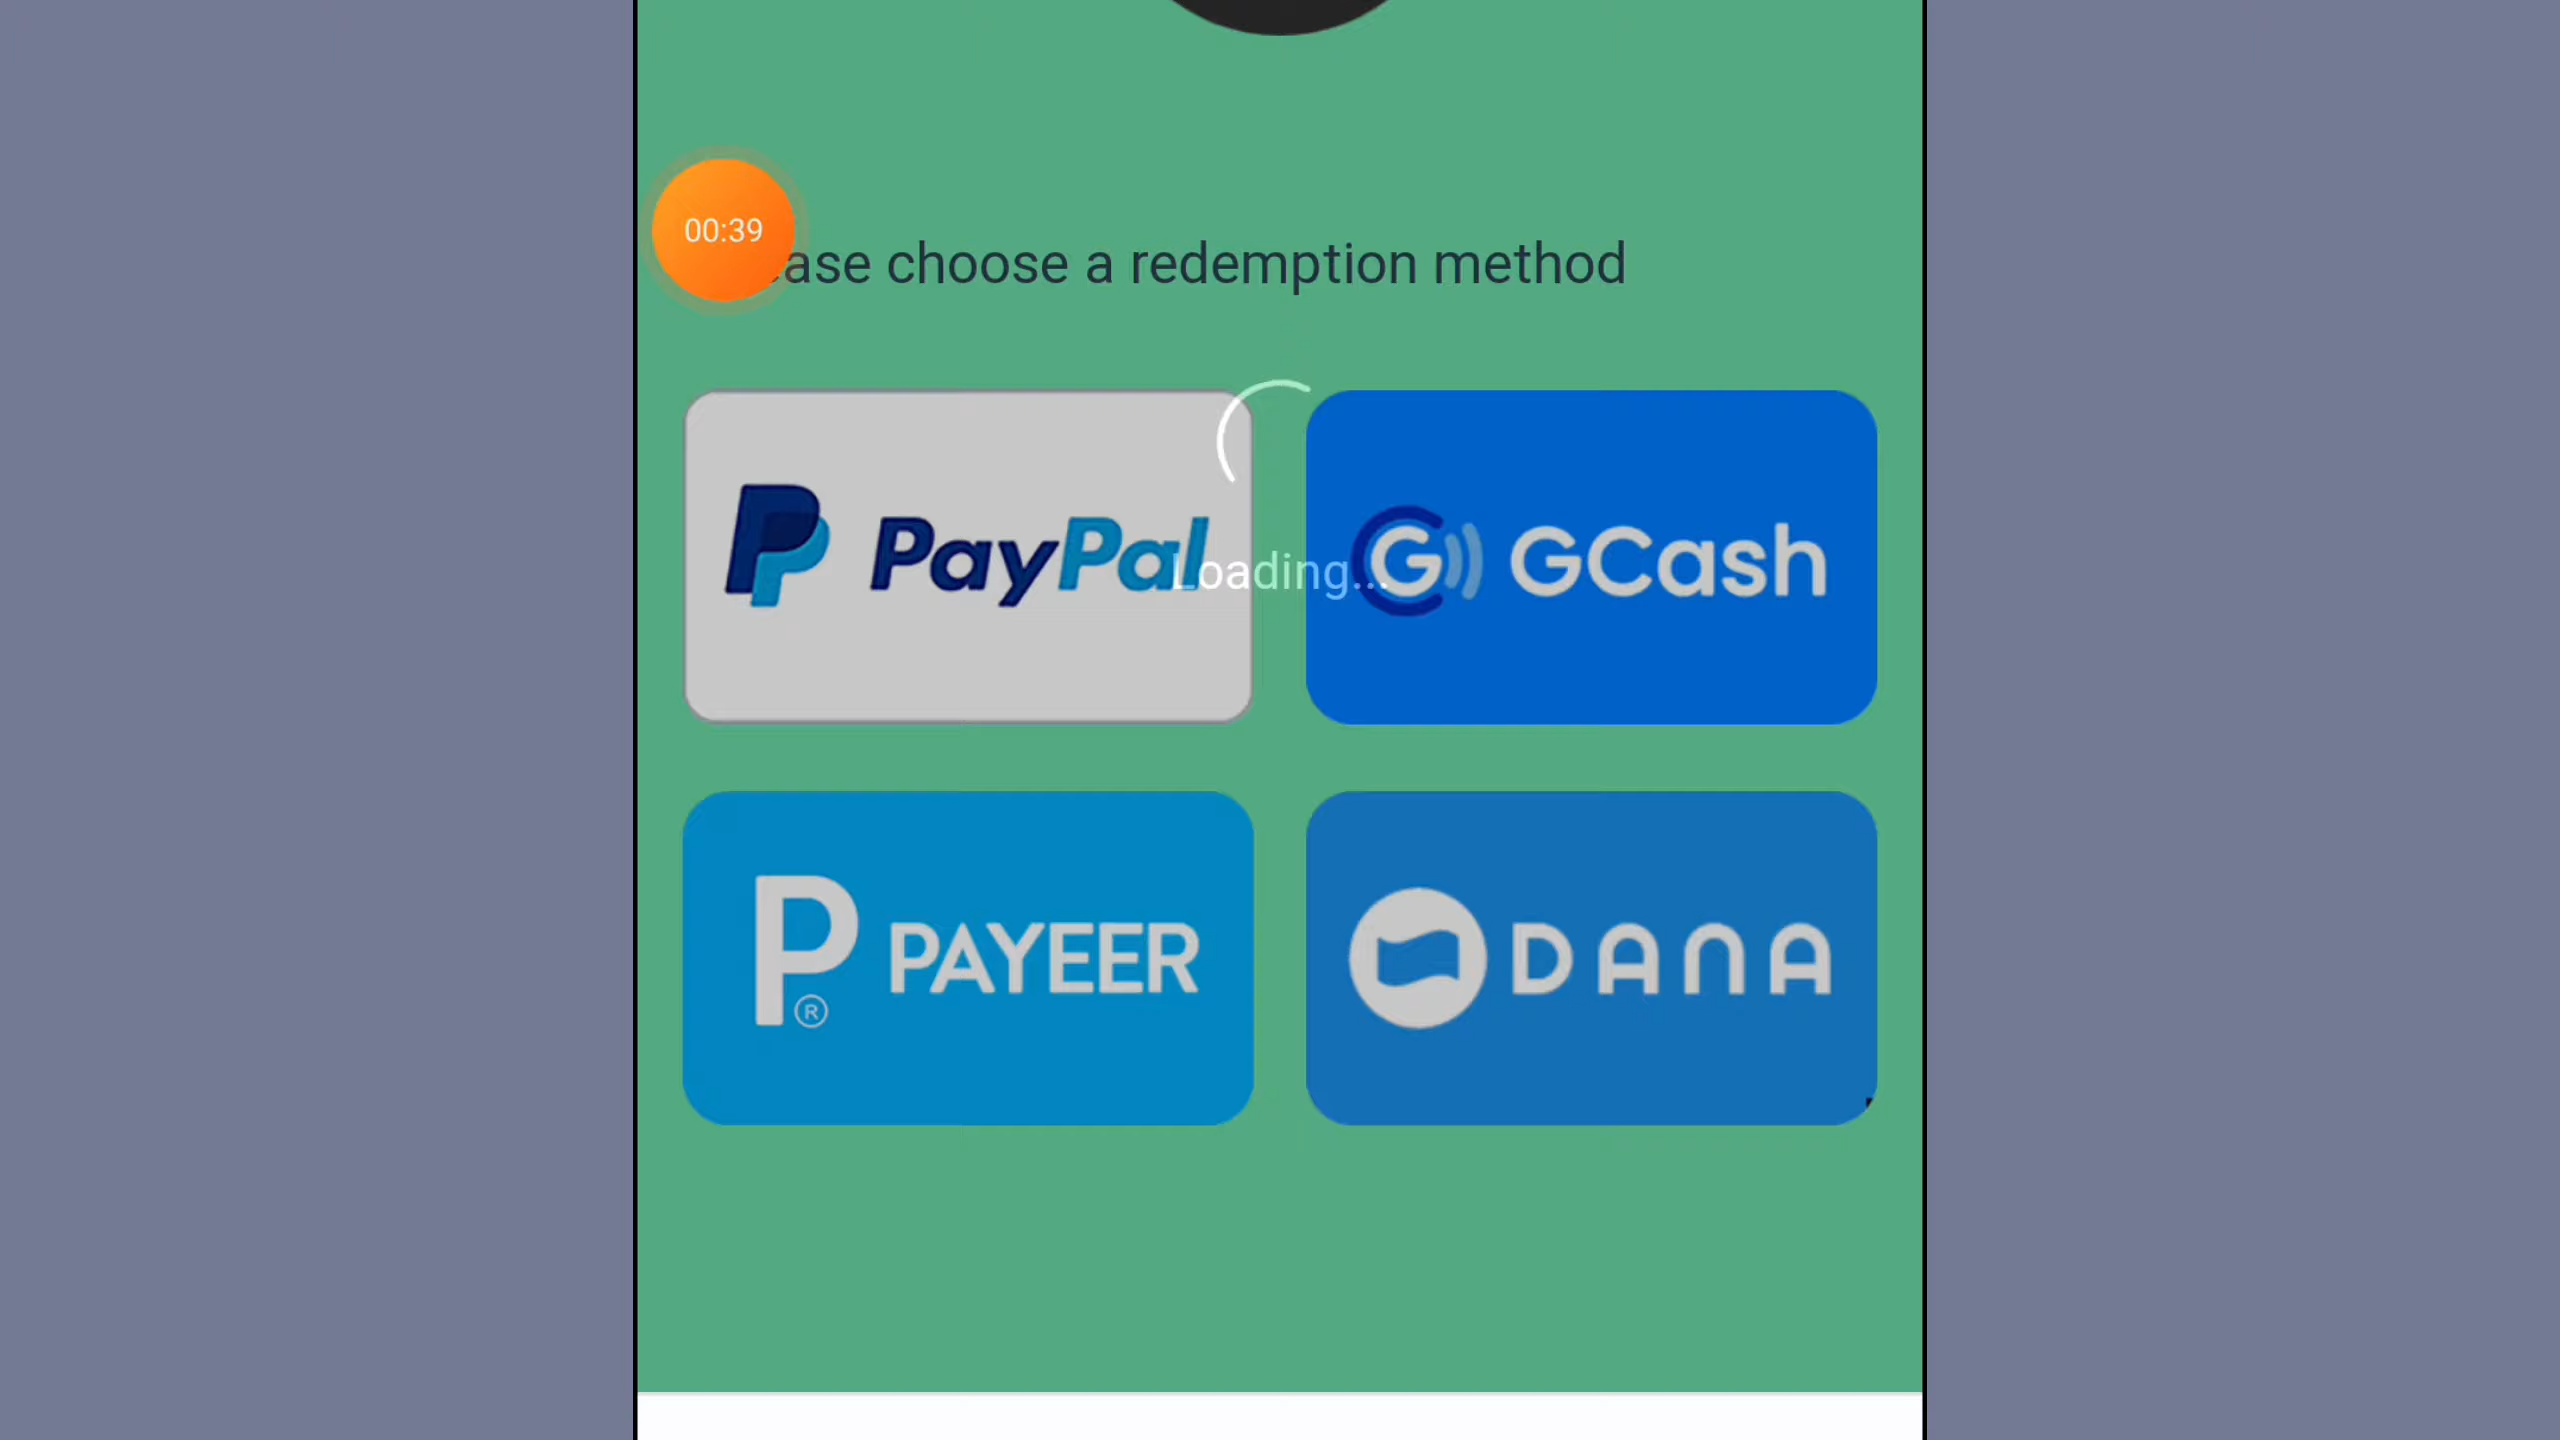 00:39
ase choose a redemption method
PayPal
GCash
Loading...
PAYEER
®
DANA